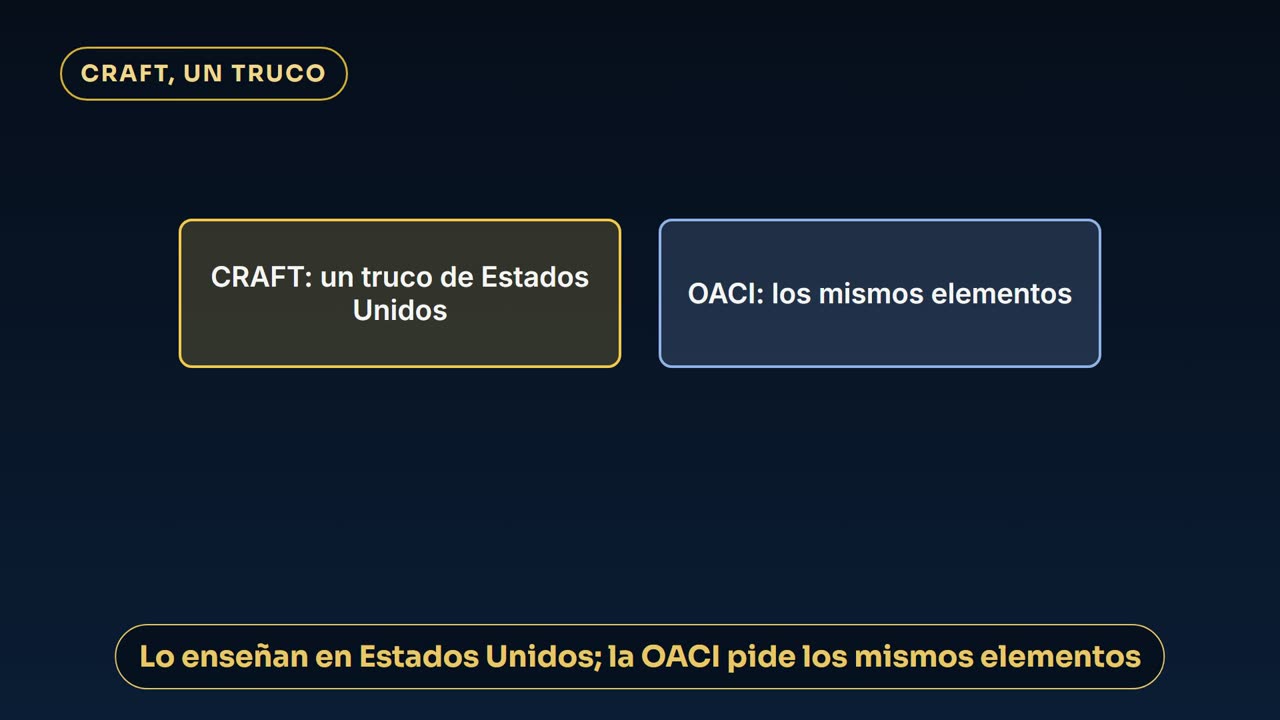 CRAFT, UN TRUCO
CRAFT: un truco de Estados
Unidos
OACI: los mismos elementos
Lo enseñan en Estados Unidos; la OACI pide los mismos elementos